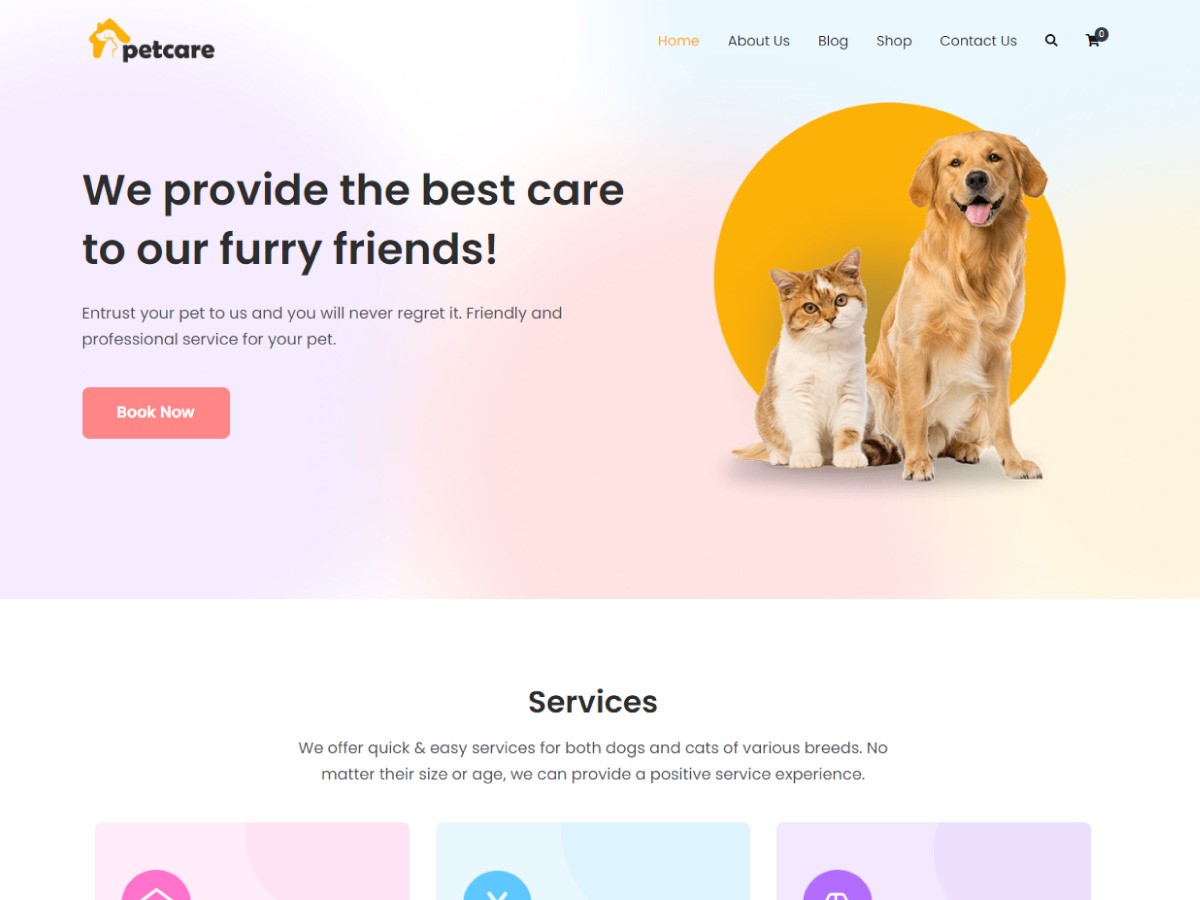 petcare
Home
About Us
Blog
Shop
Contact Us
0
We provide the best care
to our furry friends!
Entrust your pet to us and you will never regret it. Friendly and
professional service for your pet.
Book Now
Services
We offer quick & easy services for both dogs and cats of various breeds. No
matter their size or age, we can provide a positive service experience.